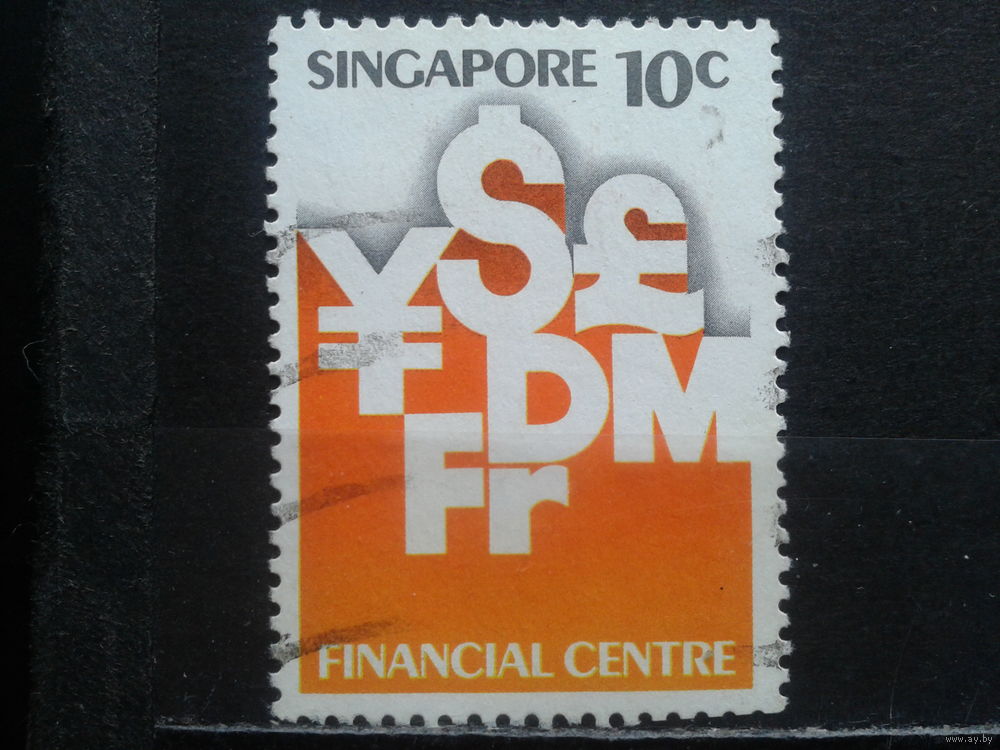 SINGAPORE 10C
$
¥ £
DM
Fr
FINANCIAL CENTRE
www.ay.by